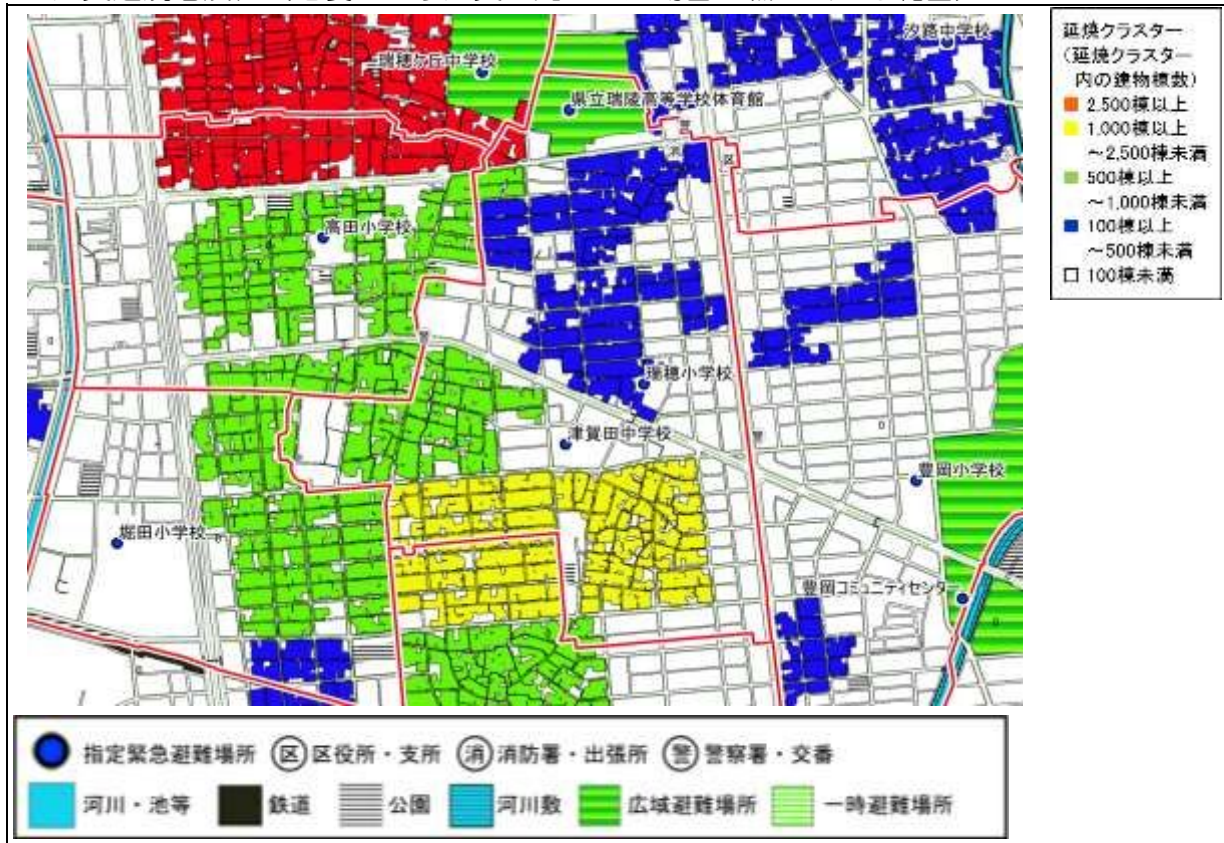 瑞穂ケ丘中学校
汐路中学校
県立瑞陵高等学校体育館
警
消
区
高田小学校
警
瑞穂小学校
津賀田中学校
警
豊岡小学校
堀田小学校
豊岡コミュニティセンター
延焼クラスター
(延焼クラスター
内の建物棟数)
2,500棟以上
1,000棟以上
～2,500棟未満
500棟以上
～1,000棟未満
100棟以上
～500棟未満
100棟未満
指定緊急避難場所 区 区役所・支所 消 消防署・出張所 警 警察署・交番
河川・池等 鉄道 公園 河川敷 広域避難場所 一時避難場所